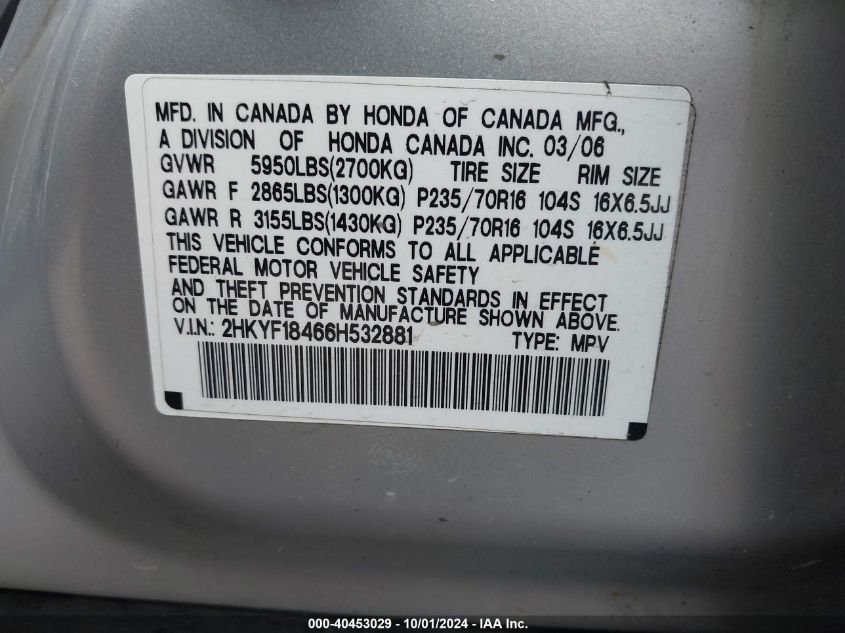 MFD. IN CANADA BY HONDA OF CANADA MFG.,
A DIVISION OF HONDA CANADA INC. 03/06
GVWR 5950LBS(2700KG) TIRE SIZE RIM SIZE
GAWR F 2865LBS(1300KG) P235/70R16 104S 16X6.5JJ
GAWR R 3155LBS(1430KG) P235/70R16 104S 16X6.5JJ
THIS VEHICLE CONFORMS TO ALL APPLICABLE
FEDERAL MOTOR VEHICLE SAFETY
AND THEFT PREVENTION STANDARDS IN EFFECT
ON THE DATE OF MANUFACTURE SHOWN ABOVE.
V.I.N.: 2HKYF18466H532881 TYPE: MPV
000-40453029 - 10/01/2024 - IAA Inc.